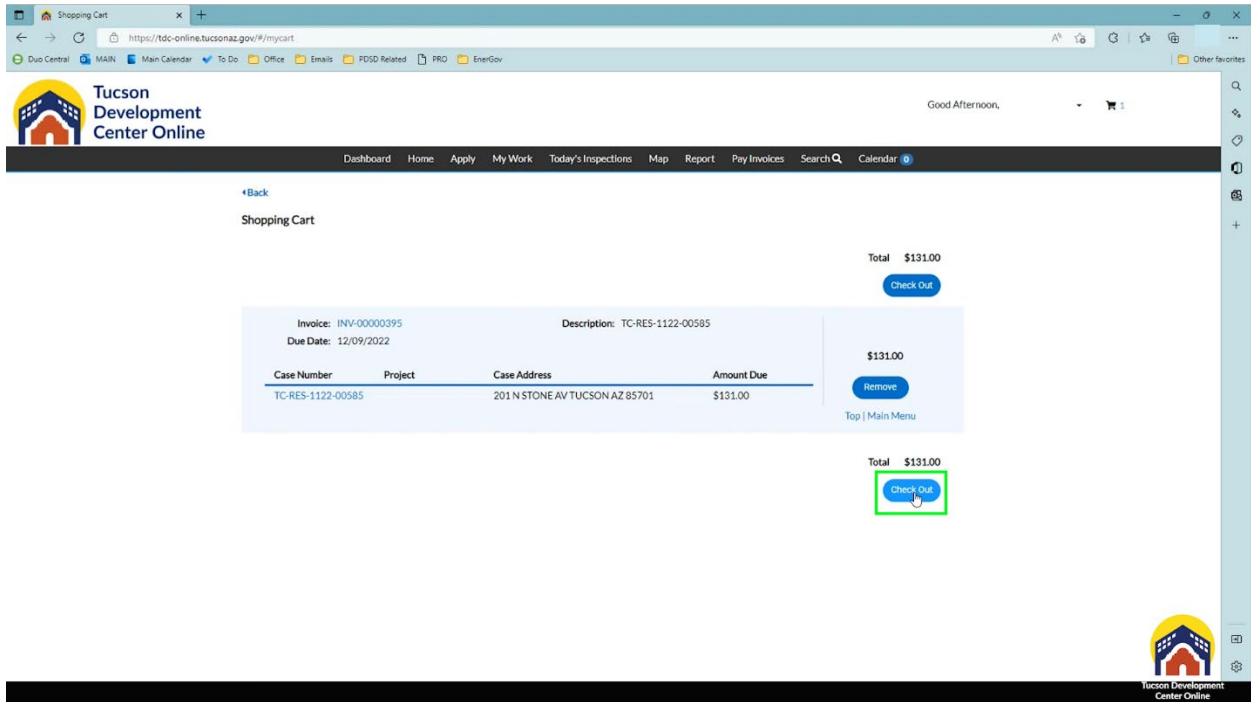 Shopping Cart
https://tdc-online.tucsonaz.gov/#/mycart
Duo Central MAIN Main Calendar To Do Office Emails PDSD Related PRO EnerGov Other favorites
Tucson
Development
Center Online
Good Afternoon, 1
Dashboard Home Apply My Work Today's Inspections Map Report Pay Invoices Search Calendar 0
Back
Shopping Cart
Total $131.00
Check Out
Invoice: INV-00000395 Description: TC-RES-1122-00585
Due Date: 12/09/2022
$131.00
Case Number Project Case Address Amount Due
Remove
TC-RES-1122-00585 201 N STONE AV TUCSON AZ 85701 $131.00
Top | Main Menu
Total $131.00
Check Out
Tucson Development
Center Online